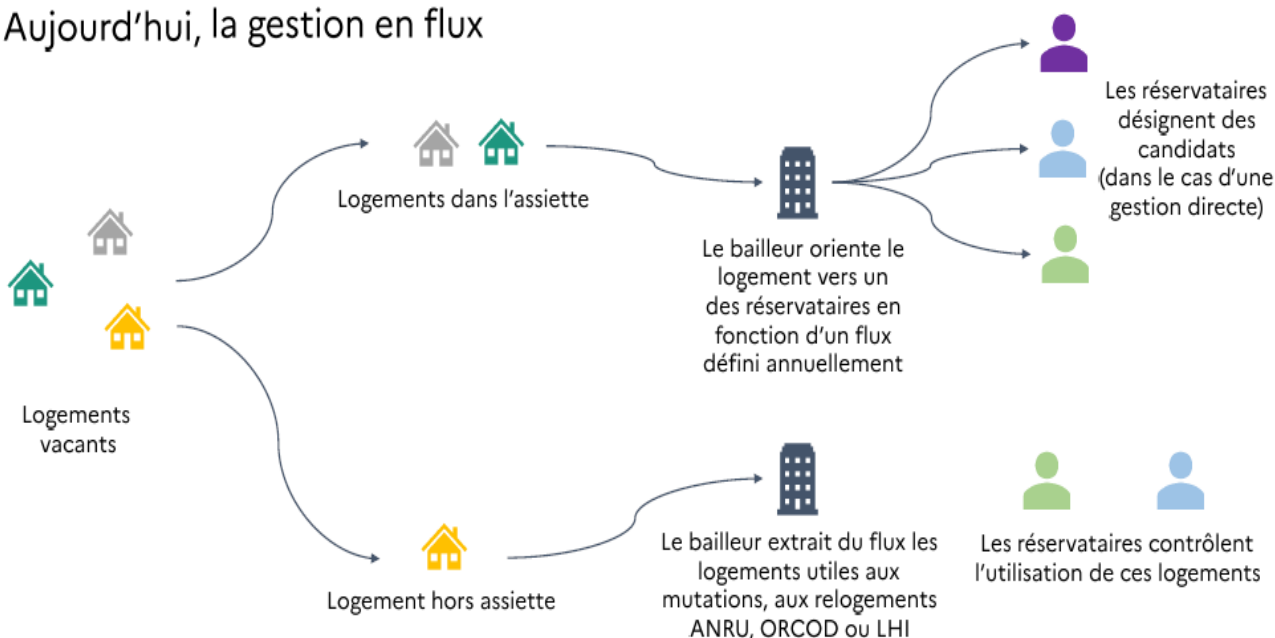 Aujourd'hui, la gestion en flux
Logements
vacants
Logements dans l'assiette
Le bailleur oriente le
logement vers un
des réservataires en
fonction d'un flux
défini annuellement
Les réservataires
désignent des
candidats
(dans le cas d'une
gestion directe)
Logement hors assiette
Le bailleur extrait du flux les
logements utiles aux
mutations, aux relogements
ANRU, ORCOD ou LHI
Les réservataires contrôlent
l'utilisation de ces logements